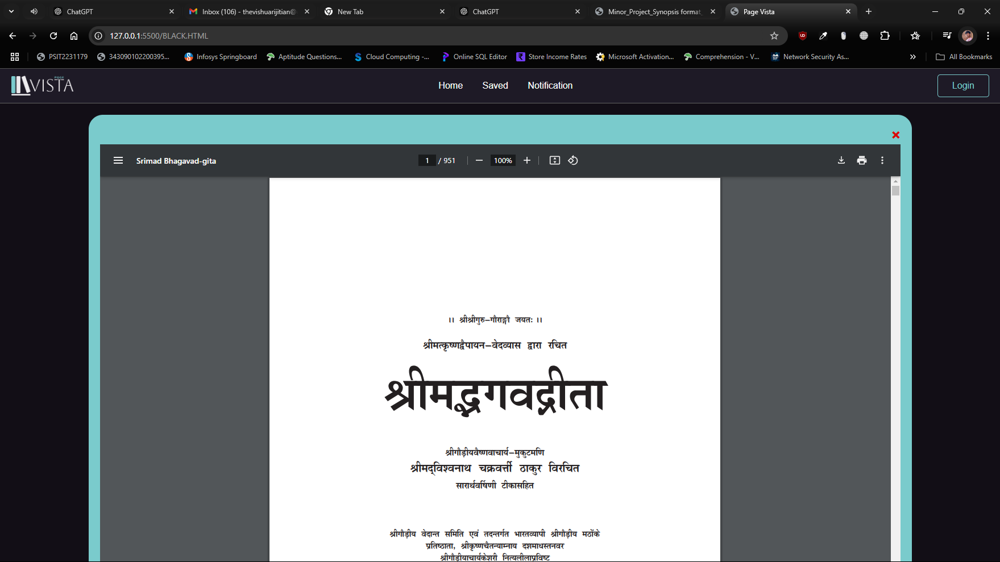 ChatGPT
Inbox (106) - thevishuarijitian@
New Tab
ChatGPT
Minor_Project_Synopsis format
Page Vista
127.0.0.1:5500/BLACK.HTML
PSIT2231179
343090102200395...
Infosys Springboard
Aptitude Questions...
Cloud Computing -...
Online SQL Editor
Store Income Rates
Microsoft Activation...
Comprehension - V...
Network Security As...
All Bookmarks
PAGE
VISTA
Home
Saved
Notification
Login
Srimad Bhagavad-gita
1 / 951
100%
।। श्रीश्रीगुरु-गौराङ्गौ जयतः ।।
श्रीमत्कृष्णद्वैपायन-वेदव्यास द्वारा रचित
श्रीमद्भगवद्गीता
श्रीगौड़ीयवैष्णवाचार्य-मुकुटमणि
श्रीमद्विश्वनाथ चक्रवर्त्ती ठाकुर विरचित
सारार्थवर्षिणी टीकासहित
श्रीगौड़ीय वेदान्त समिति एवं तदन्तर्गत भारतव्यापी श्रीगौड़ीय मठोंके
प्रतिष्ठाता, श्रीकृष्णचैतन्याम्नाय दशमाधस्तनवर
श्रीगौड़ीयाचार्यकेशरी नित्यलीलाप्रविष्ट